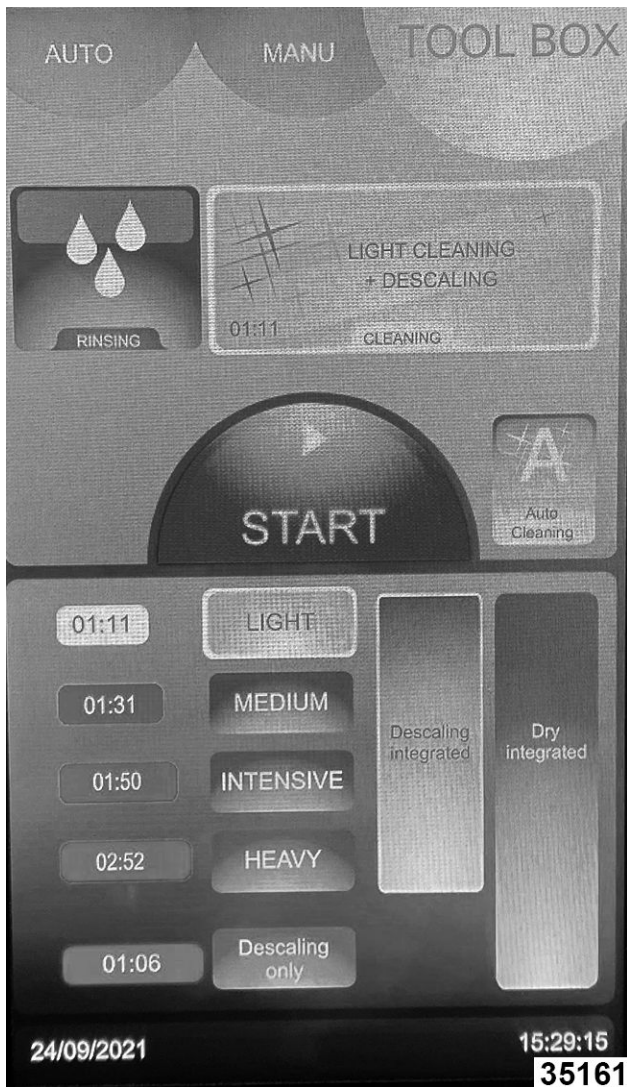 AUTO
MANU
TOOL BOX
RINSING
LIGHT CLEANING
+ DESCALING
01:11
CLEANING
START
Auto
Cleaning
01:11
LIGHT
01:31
MEDIUM
01:50
INTENSIVE
02:52
HEAVY
Descaling
integrated
Dry
integrated
01:06
Descaling
only
24/09/2021
15:29:15
35161